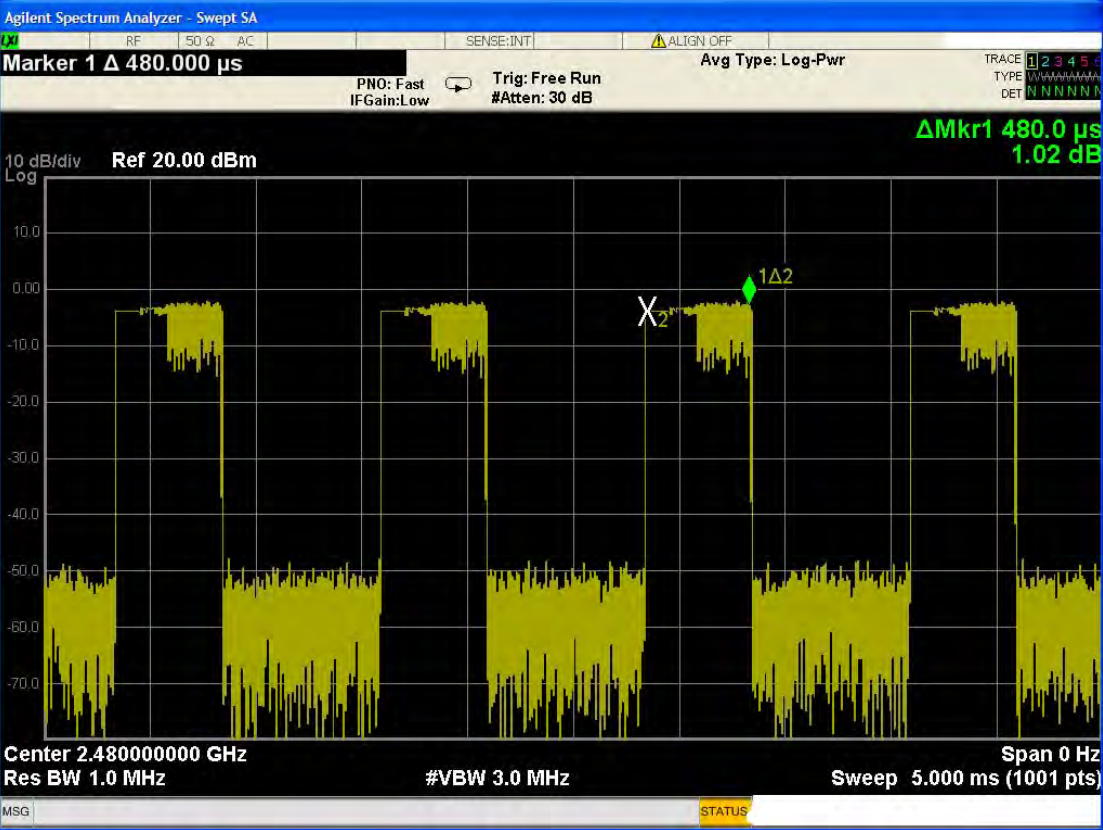 Agilent Spectrum Analyzer - Swept SA
LXI RF 50 Ω AC SENSE:INT ALIGN OFF
Marker 1 Δ 480.000 µs
PNO: Fast
IFGain:Low
Trig: Free Run
#Atten: 30 dB
Avg Type: Log-Pwr
TRACE 1 2 3 4 5 6
TYPE
DET N N N N N N
ΔMkr1 480.0 µs
1.02 dB
10 dB/div Ref 20.00 dBm
Log
10.0
0.00
1Δ2
X2
-10.0
-20.0
-30.0
-40.0
-50.0
-60.0
-70.0
Center 2.480000000 GHz Span 0 Hz
Res BW 1.0 MHz #VBW 3.0 MHz Sweep 5.000 ms (1001 pts)
MSG STATUS